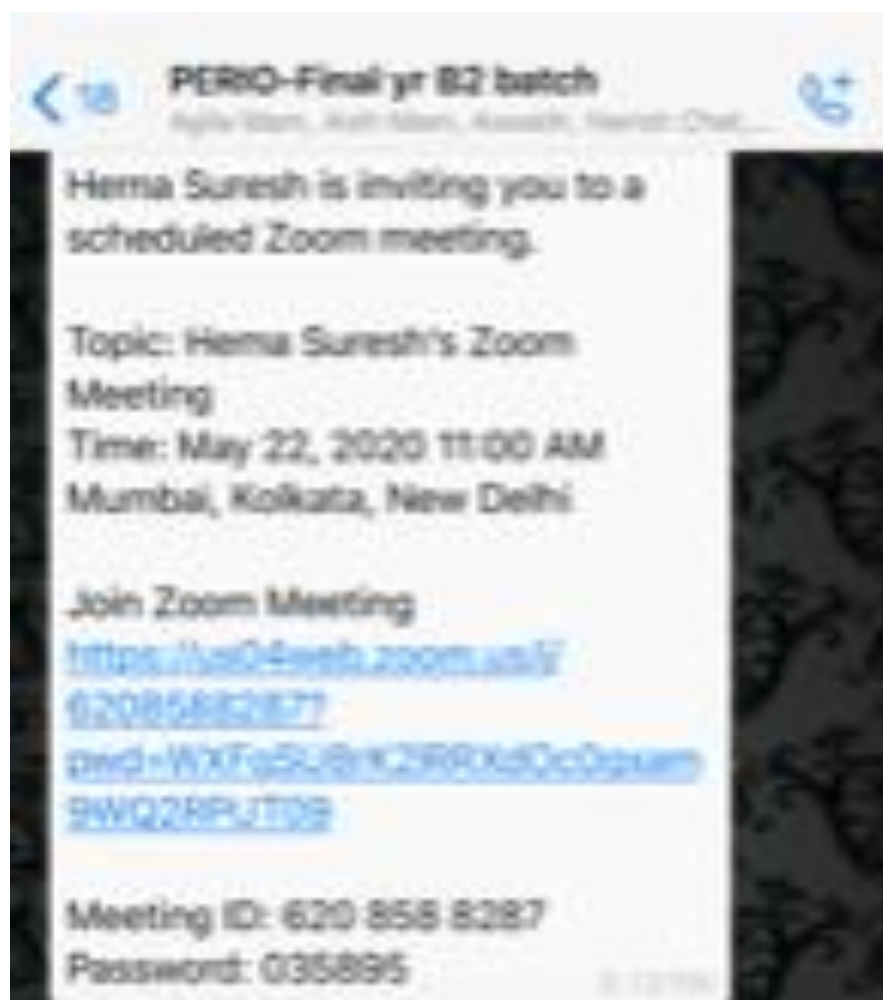 18
PERIO-Final yr B2 batch
Hema Suresh is inviting you to a
scheduled Zoom meeting.
Topic: Hema Suresh's Zoom
Meeting
Time: May 22, 2020 11:00 AM
Mumbai, Kolkata, New Delhi
Join Zoom Meeting
https://us04web.zoom.us/j/
62085882877?
Meeting ID: 620 858 8287
Password: 035895